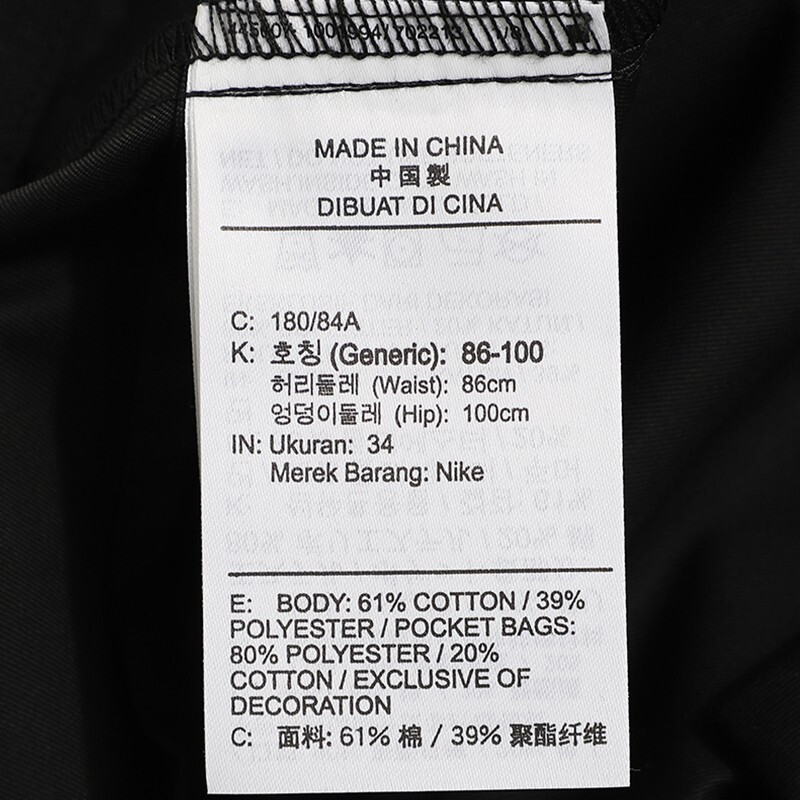 MADE IN CHINA
中国製
DIBUAT DI CINA
C: 180/84A
K: 호칭 (Generic): 86-100
허리둘레 (Waist): 86cm
엉덩이둘레 (Hip): 100cm
IN: Ukuran: 34
Merek Barang: Nike
E: BODY: 61% COTTON / 39%
POLYESTER / POCKET BAGS:
80% POLYESTER / 20%
COTTON / EXCLUSIVE OF
DECORATION
C: 面料: 61% 棉 / 39% 聚酯纤维